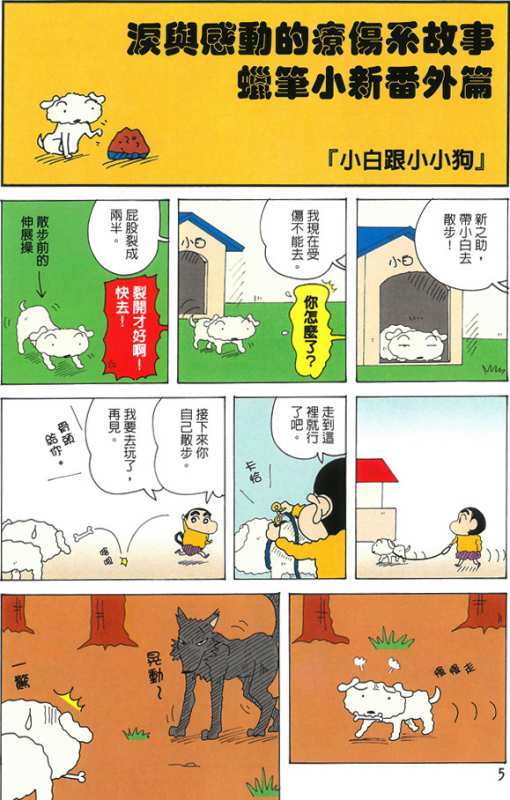 淚與感動的療傷系故事
蠟筆小新番外篇
『小白跟小小狗』
新之助，
帶小白去
散步！
小白
我現在受
傷不能去。
你怎麼了？
小白
屁股裂成
兩半。
裂開才好啊！
快去！
散步前的
伸展操
走到這
裡就行
了吧。
卡恰
接下來你
自己散步。
我要去玩了，
再見。
骨頭
給你。
慢慢走
晃動～
一驚
5